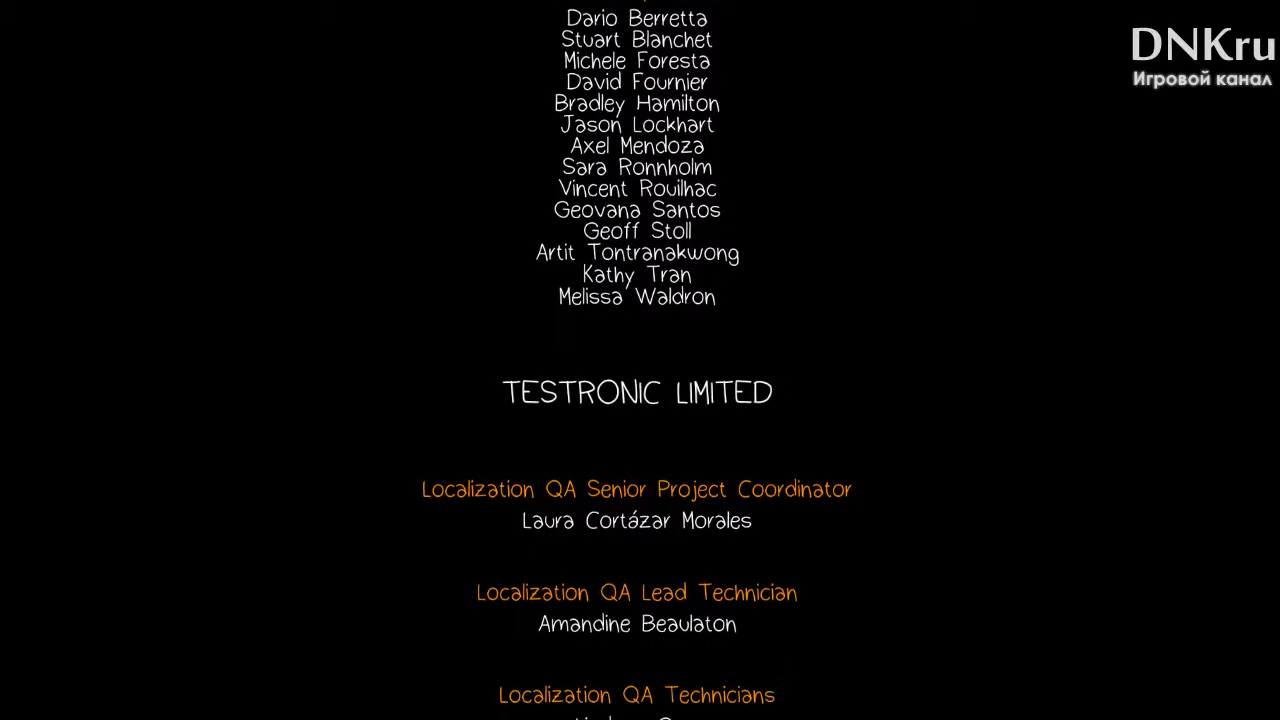 Dario Berretta
Stuart Blanchet
Michele Foresta
David Fournier
Bradley Hamilton
Jason Lockhart
Axel Mendoza
Sara Ronnholm
Vincent Rouilhac
Geovana Santos
Geoff Stoll
Artit Tontranakwong
Kathy Tran
Melissa Waldron
TESTRONIC LIMITED
Localization QA Senior Project Coordinator
Laura Cortázar Morales
Localization QA Lead Technician
Amandine Beaulaton
Localization QA Technicians
DNKru
Игровой канал